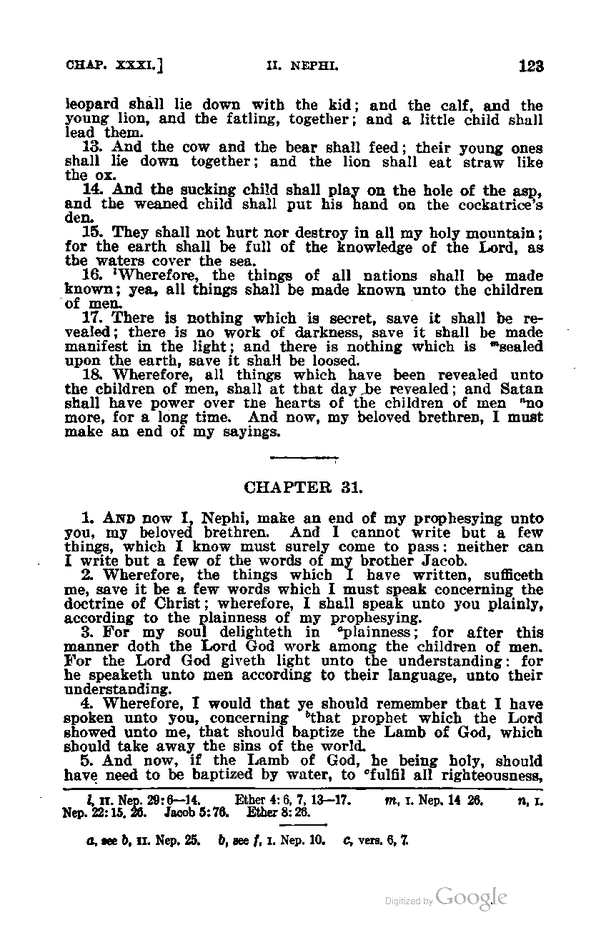 CHAP. XXXI.] II. NEPHI. 123
leopard shall lie down with the kid; and the calf, and the
young lion, and the fatling, together; and a little child shall
lead them.
13. And the cow and the bear shall feed; their young ones
shall lie down together; and the lion shall eat straw like
the ox.
14. And the sucking child shall play on the hole of the asp,
and the weaned child shall put his hand on the cockatrice's
den.
15. They shall not hurt nor destroy in all my holy mountain;
for the earth shall be full of the knowledge of the Lord, as
the waters cover the sea.
16. ˡWherefore, the things of all nations shall be made
known; yea, all things shall be made known unto the children
of men.
17. There is nothing which is secret, save it shall be re-
vealed; there is no work of darkness, save it shall be made
manifest in the light; and there is nothing which is ᵐsealed
upon the earth, save it shall be loosed.
18. Wherefore, all things which have been revealed unto
the children of men, shall at that day be revealed; and Satan
shall have power over the hearts of the children of men ⁿno
more, for a long time. And now, my beloved brethren, I must
make an end of my sayings.
CHAPTER 31.
1. AND now I, Nephi, make an end of my prophesying unto
you, my beloved brethren. And I cannot write but a few
things, which I know must surely come to pass: neither can
I write but a few of the words of my brother Jacob.
2. Wherefore, the things which I have written, sufficeth
me, save it be a few words which I must speak concerning the
doctrine of Christ; wherefore, I shall speak unto you plainly,
according to the plainness of my prophesying.
3. For my soul delighteth in ᵃplainness; for after this
manner doth the Lord God work among the children of men.
For the Lord God giveth light unto the understanding: for
he speaketh unto men according to their language, unto their
understanding.
4. Wherefore, I would that ye should remember that I have
spoken unto you, concerning ᵇthat prophet which the Lord
showed unto me, that should baptize the Lamb of God, which
should take away the sins of the world.
5. And now, if the Lamb of God, he being holy, should
have need to be baptized by water, to ᶜfulfil all righteousness,
l, II. Nep. 29:6—14. Ether 4:6, 7, 13—17. m, I. Nep. 14 26. n, I.
Nep. 22:15, 26. Jacob 5:76. Ether 8:26.
a, see b, II. Nep. 25. b, see f, I. Nep. 10. c, vers. 6, 7.
Digitized by Google